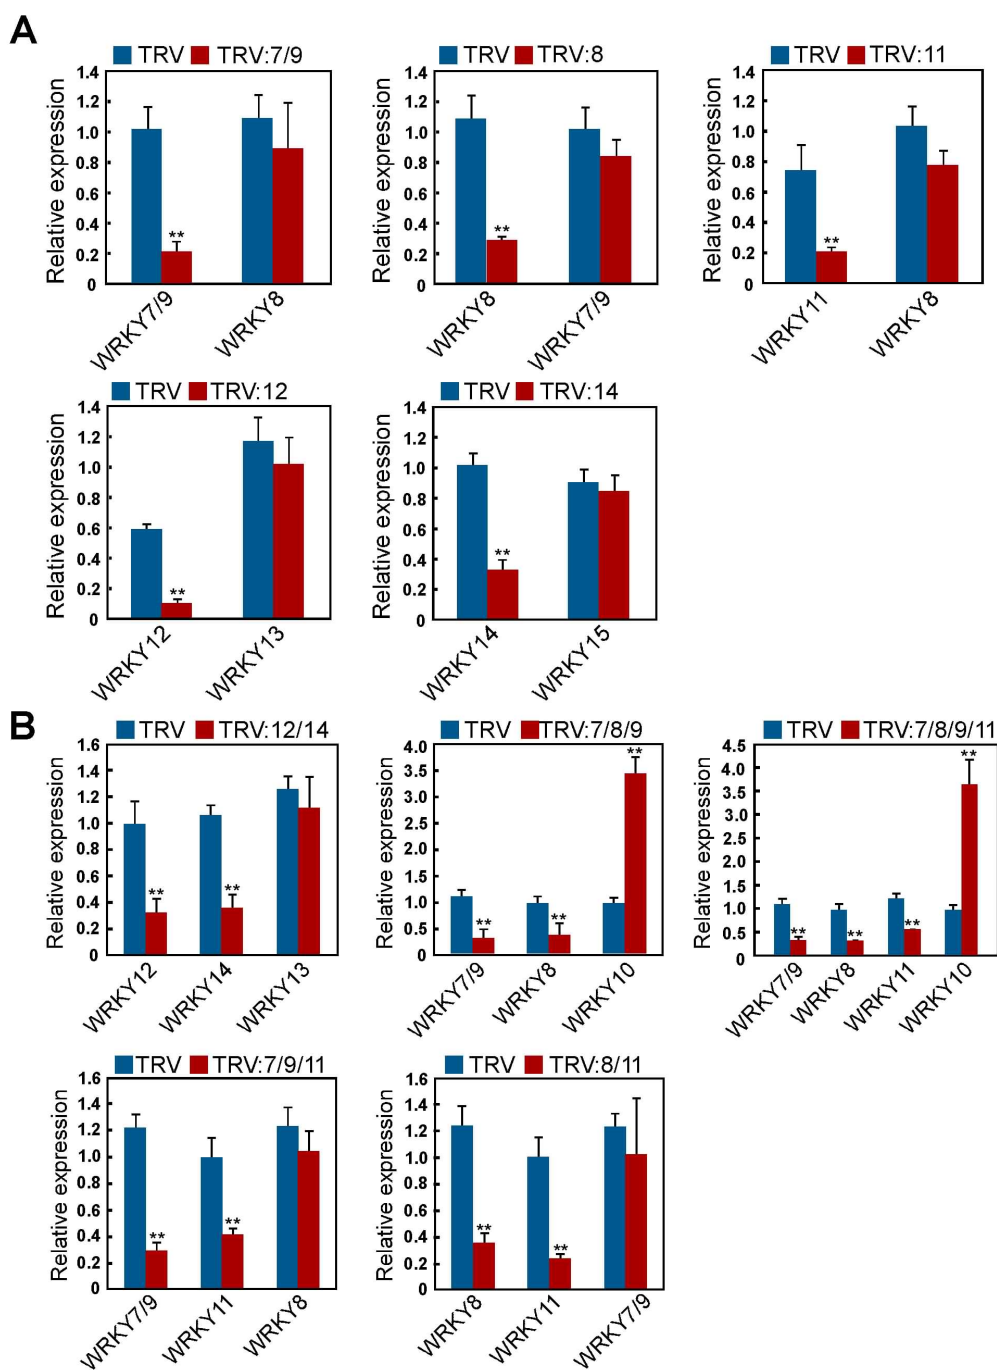 A
TRV TRV:7/9
Relative expression
1.4
1.2
1.0
0.8
0.6
0.4
0.2
0
**
WRKY7/9 WRKY8
TRV TRV:8
Relative expression
1.4
1.2
1.0
0.8
0.6
0.4
0.2
0
**
WRKY8 WRKY7/9
TRV TRV:11
Relative expression
1.4
1.2
1.0
0.8
0.6
0.4
0.2
0
**
WRKY11 WRKY8
TRV TRV:12
Relative expression
1.4
1.2
1.0
0.8
0.6
0.4
0.2
0
**
WRKY12 WRKY13
TRV TRV:14
Relative expression
1.4
1.2
1.0
0.8
0.6
0.4
0.2
0
**
WRKY14 WRKY15
B
TRV TRV:12/14
Relative expression
1.6
1.4
1.2
1.0
0.8
0.6
0.4
0.2
0
** **
WRKY12 WRKY14 WRKY13
TRV TRV:7/8/9
Relative expression
4.0
3.5
3.0
2.5
2.0
1.5
1.0
0.5
0
** ** **
WRKY7/9 WRKY8 WRKY10
TRV TRV:7/8/9/11
Relative expression
4.5
3.5
3.0
2.5
2.0
1.5
1.0
0.5
0
** ** ** **
WRKY7/9 WRKY8 WRKY11 WRKY10
TRV TRV:7/9/11
Relative expression
1.6
1.4
1.2
1.0
0.8
0.6
0.4
0.2
0
** **
WRKY7/9 WRKY11 WRKY8
TRV TRV:8/11
Relative expression
1.6
1.4
1.2
1.0
0.8
0.6
0.4
0.2
0
** **
WRKY8 WRKY11 WRKY7/9